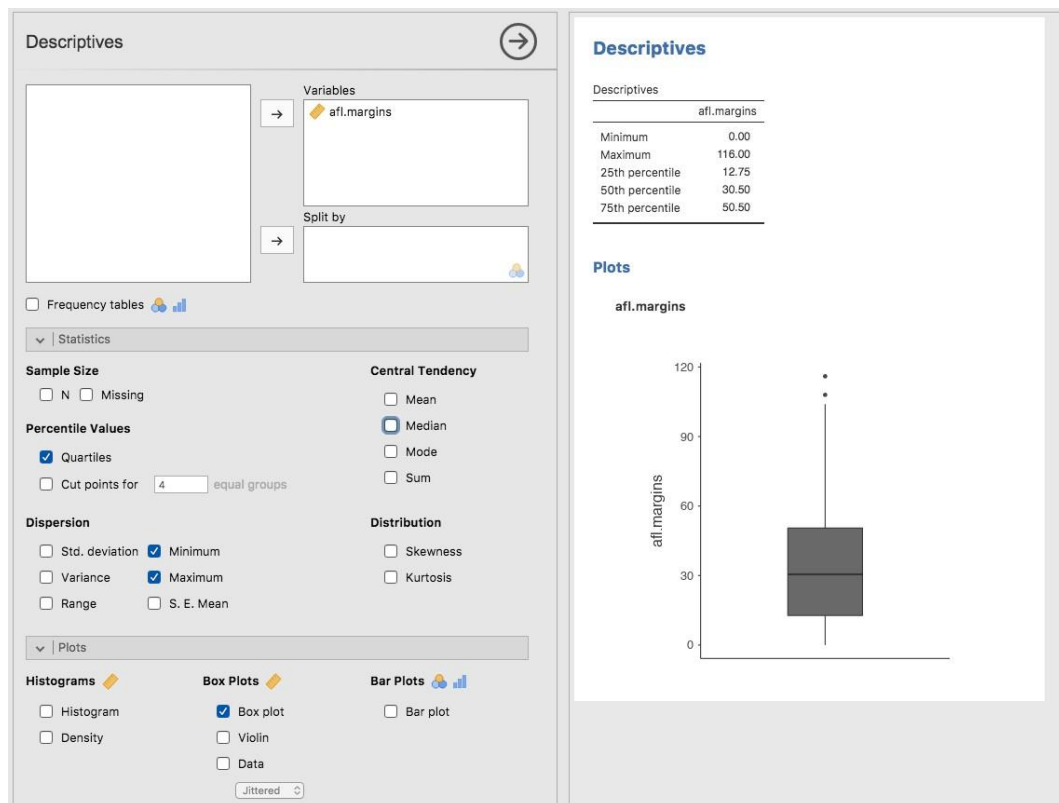 Descriptives
Variables
afl.margins
Split by
Frequency tables
Statistics
Sample Size
N Missing
Percentile Values
Quartiles
Cut points for 4 equal groups
Central Tendency
Mean
Median
Mode
Sum
Dispersion
Std. deviation Minimum
Variance Maximum
Range S. E. Mean
Distribution
Skewness
Kurtosis
Plots
Histograms
Histogram
Density
Box Plots
Box plot
Violin
Data
Jittered
Bar Plots
Bar plot
Descriptives
Descriptives
afl.margins
Minimum 0.00
Maximum 116.00
25th percentile 12.75
50th percentile 30.50
75th percentile 50.50
Plots
afl.margins
120
90
60
30
0
afl.margins